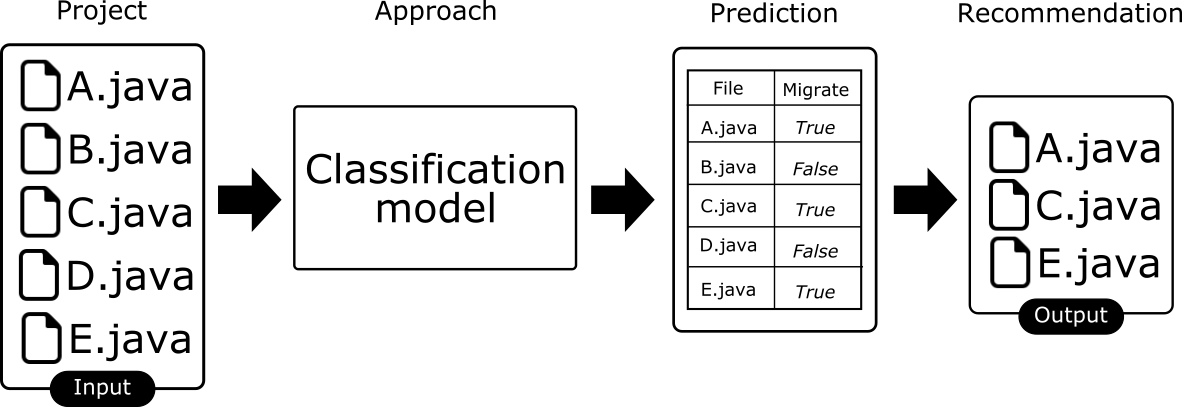 Project
A.java
B.java
C.java
D.java
E.java
Input
Approach
Classification
model
Prediction
File Migrate
A.java True
B.java False
C.java True
D.java False
E.java True
Recommendation
A.java
C.java
E.java
Output